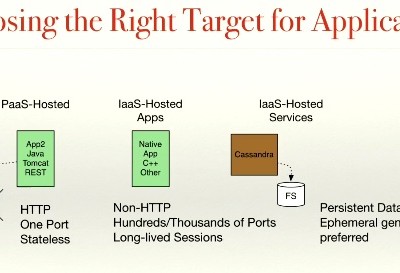 osing the Right Target for Applica
PaaS-Hosted
IaaS-Hosted
Apps
IaaS-Hosted
Services
App2
Java
Tomcat
REST
Native
App
C++
Other
Cassandra
FS
HTTP
One Port
Stateless
Non-HTTP
Hundreds/Thousands of Ports
Long-lived Sessions
Persistent Data
Ephemeral gen
preferred